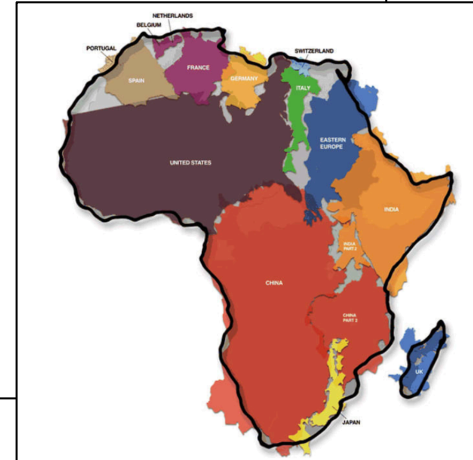 NETHERLANDS
BELGIUM
PORTUGAL
SWITZERLAND
FRANCE
SPAIN
GERMANY
ITALY
EASTERN
EUROPE
UNITED STATES
INDIA
INDIA
PART 2
CHINA
CHINA
PART 2
UK
JAPAN